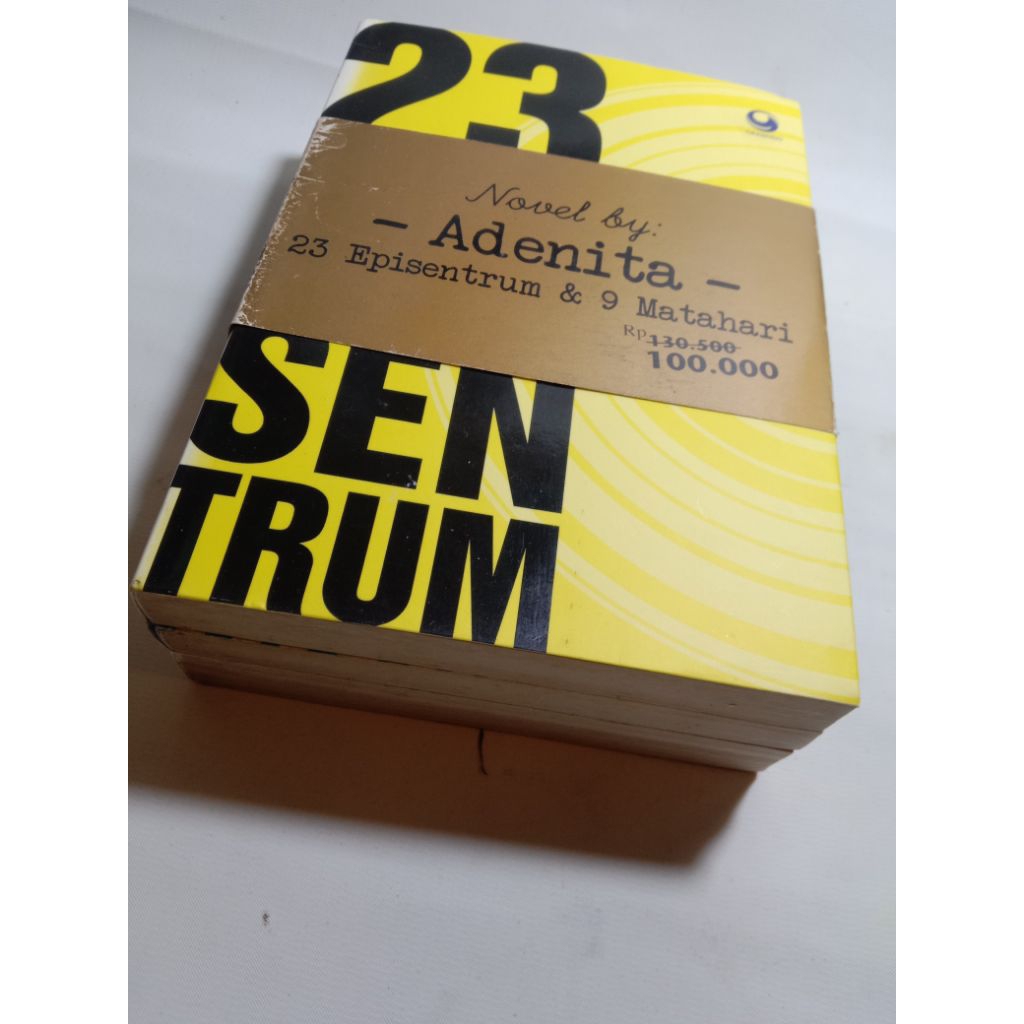 23
Novel by:
– Adenita –
23 Episentrum & 9 Matahari
Rp 130.500
100.000
SEN
TRUM